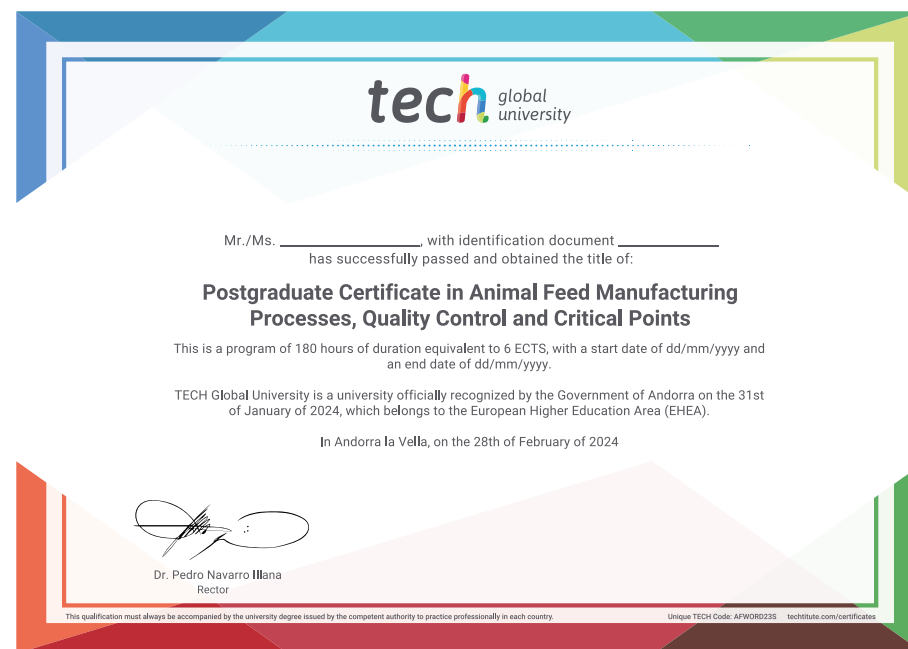 tech global university
Mr./Ms. ________________, with identification document ____________
has successfully passed and obtained the title of:
Postgraduate Certificate in Animal Feed Manufacturing
Processes, Quality Control and Critical Points
This is a program of 180 hours of duration equivalent to 6 ECTS, with a start date of dd/mm/yyyy and
an end date of dd/mm/yyyy.
TECH Global University is a university officially recognized by the Government of Andorra on the 31st
of January of 2024, which belongs to the European Higher Education Area (EHEA).
In Andorra la Vella, on the 28th of February of 2024
Dr. Pedro Navarro Illana
Rector
This qualification must always be accompanied by the university degree issued by the competent authority to practice professionally in each country.
Unique TECH Code: AFWORD23S techtitute.com/certificates